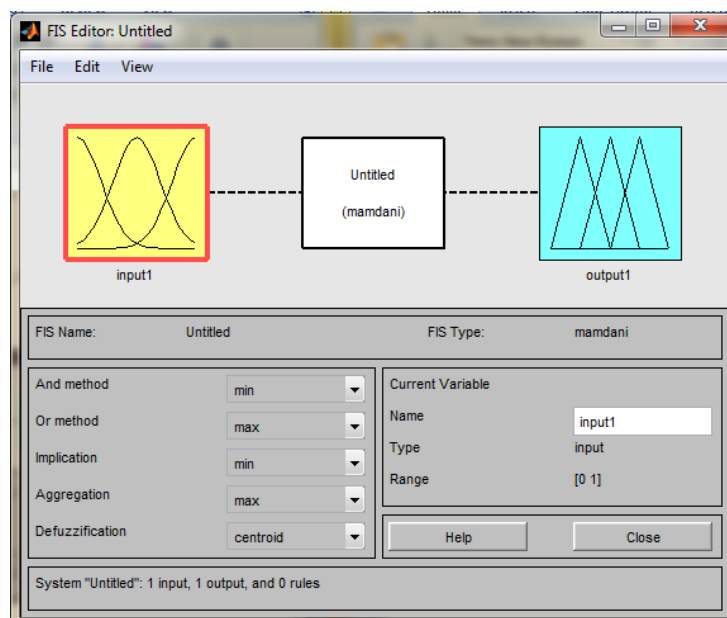 FIS Editor: Untitled
File Edit View
Untitled
(mamdani)
input1
output1
FIS Name: Untitled FIS Type: mamdani
And method min
Or method max
Implication min
Aggregation max
Defuzzification centroid
Current Variable
Name input1
Type input
Range [0 1]
Help Close
System "Untitled": 1 input, 1 output, and 0 rules